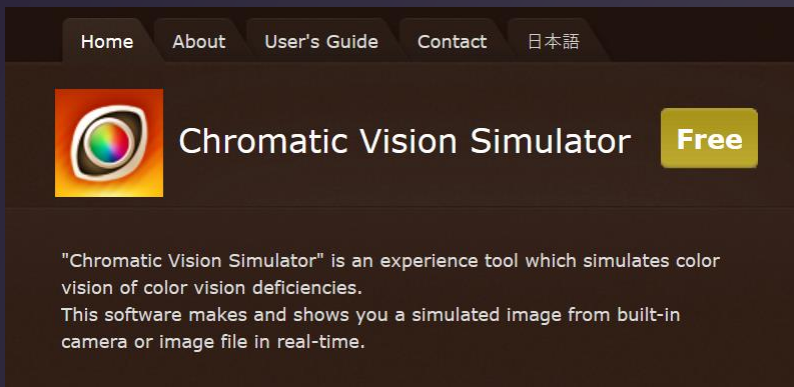 Home About User's Guide Contact 日本語
Chromatic Vision Simulator Free
"Chromatic Vision Simulator" is an experience tool which simulates color
vision of color vision deficiencies.
This software makes and shows you a simulated image from built-in
camera or image file in real-time.